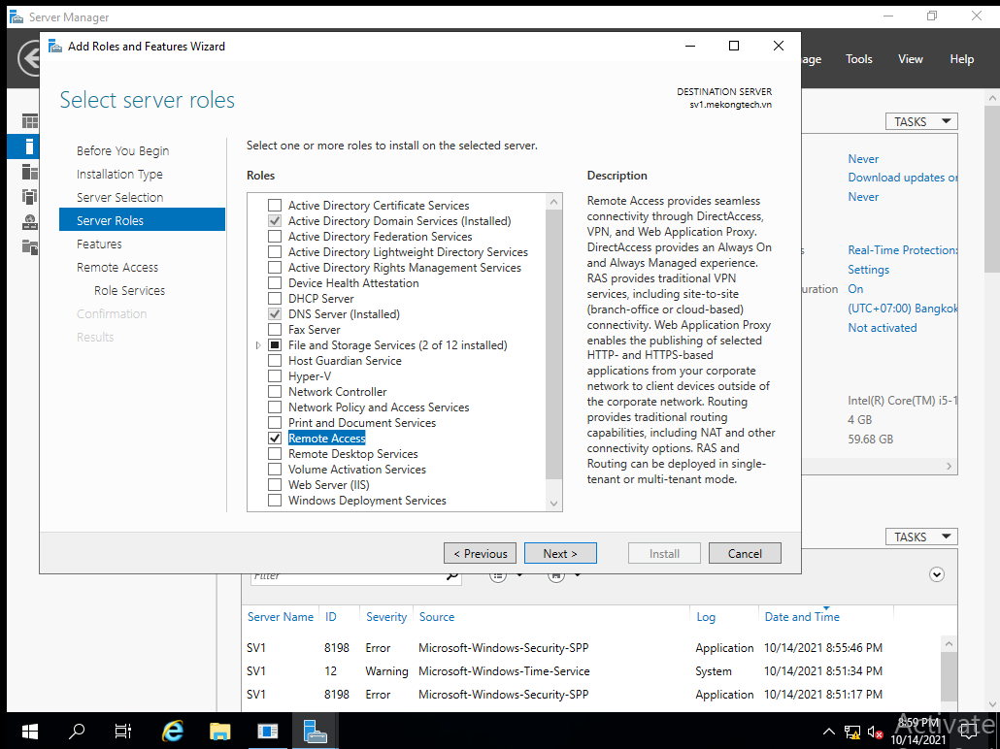 Server Manager
Add Roles and Features Wizard
Tools
View
Help
Select server roles
DESTINATION SERVER
sv1.mekongtech.vn
TASKS
Before You Begin
Installation Type
Server Selection
Server Roles
Features
Remote Access
Role Services
Confirmation
Results
Select one or more roles to install on the selected server.
Roles
Active Directory Certificate Services
Active Directory Domain Services (Installed)
Active Directory Federation Services
Active Directory Lightweight Directory Services
Active Directory Rights Management Services
Device Health Attestation
DHCP Server
DNS Server (Installed)
Fax Server
File and Storage Services (2 of 12 installed)
Host Guardian Service
Hyper-V
Network Controller
Network Policy and Access Services
Print and Document Services
Remote Access
Remote Desktop Services
Volume Activation Services
Web Server (IIS)
Windows Deployment Services
Description
Remote Access provides seamless
connectivity through DirectAccess,
VPN, and Web Application Proxy.
DirectAccess provides an Always On
and Always Managed experience.
RAS provides traditional VPN
services, including site-to-site
(branch-office or cloud-based)
connectivity. Web Application Proxy
enables the publishing of selected
HTTP- and HTTPS-based
applications from your corporate
network to client devices outside of
the corporate network. Routing
provides traditional routing
capabilities, including NAT and other
connectivity options. RAS and
Routing can be deployed in single-
tenant or multi-tenant mode.
Never
Download updates or
Never
Real-Time Protection:
Settings
uration On
(UTC+07:00) Bangkok
Not activated
Intel(R) Core(TM) i5-1
4 GB
59.68 GB
< Previous
Next >
Install
Cancel
TASKS
Filter
Server Name ID Severity Source Log Date and Time
SV1 8198 Error Microsoft-Windows-Security-SPP Application 10/14/2021 8:55:46 PM
SV1 12 Warning Microsoft-Windows-Time-Service System 10/14/2021 8:51:34 PM
SV1 8198 Error Microsoft-Windows-Security-SPP Application 10/14/2021 8:51:17 PM
Activate
8:59 PM
10/14/2021